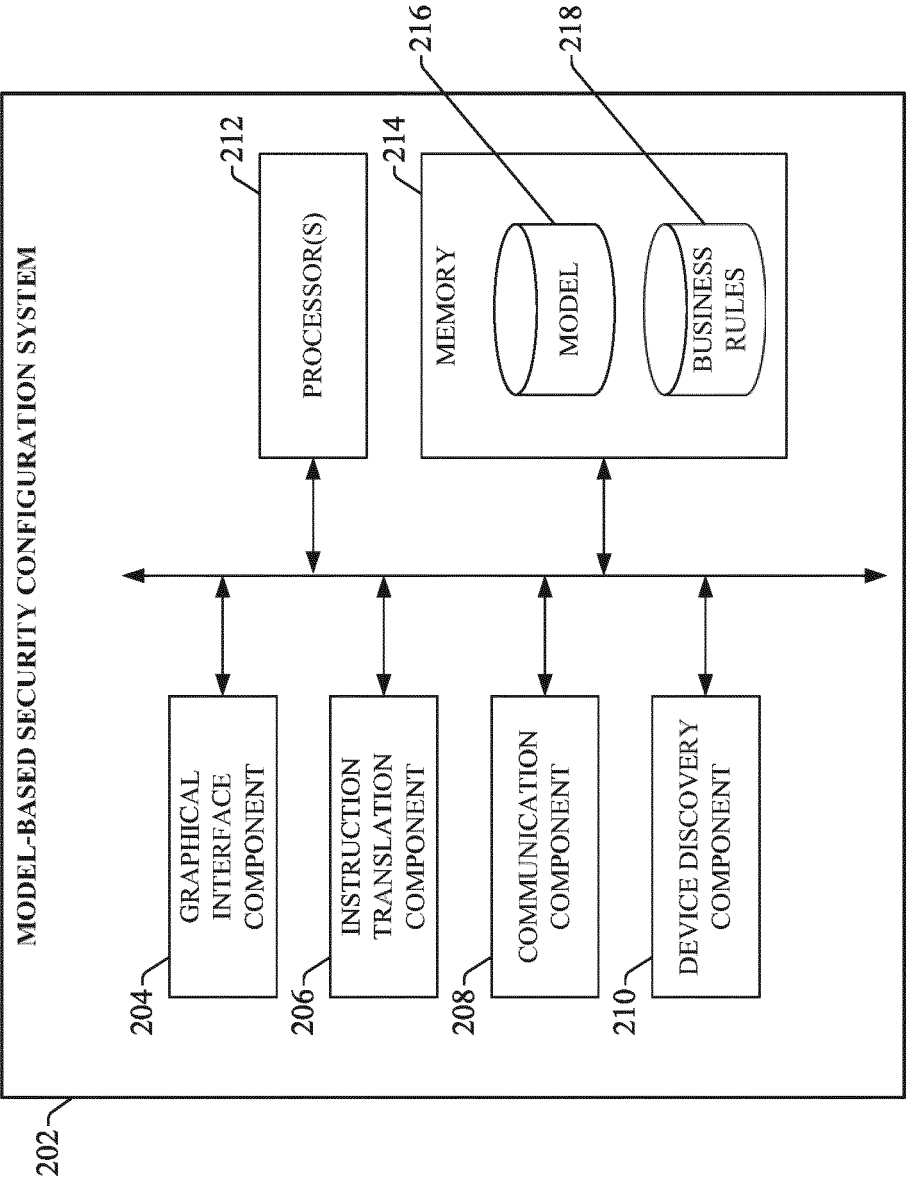 MODEL-BASED SECURITY CONFIGURATION SYSTEM
202
204
GRAPHICAL
INTERFACE
COMPONENT
206
INSTRUCTION
TRANSLATION
COMPONENT
208
COMMUNICATION
COMPONENT
210
DEVICE DISCOVERY
COMPONENT
212
PROCESSOR(S)
214
MEMORY
216
MODEL
218
BUSINESS
RULES